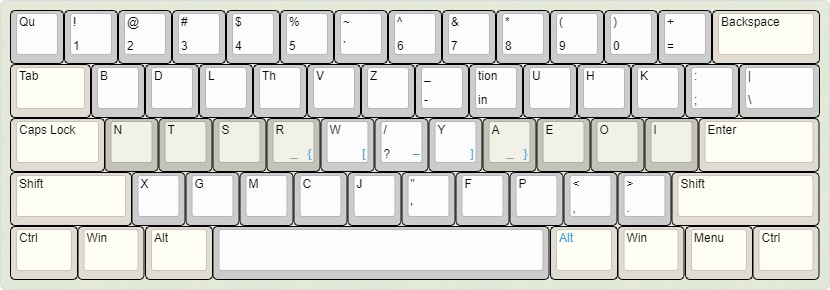 Qu ! @ # $ % ~ ^ & * ( ) + Backspace
1 2 3 4 5 ` 6 7 8 9 0 =
Tab B D L Th V Z _ tion U H K : |
- in ; \
Caps Lock N T S R W / Y A E O I Enter
_ { [ ? – ] _ }
Shift X G M C J " F P < > Shift
' , .
Ctrl Win Alt Alt Win Menu Ctrl